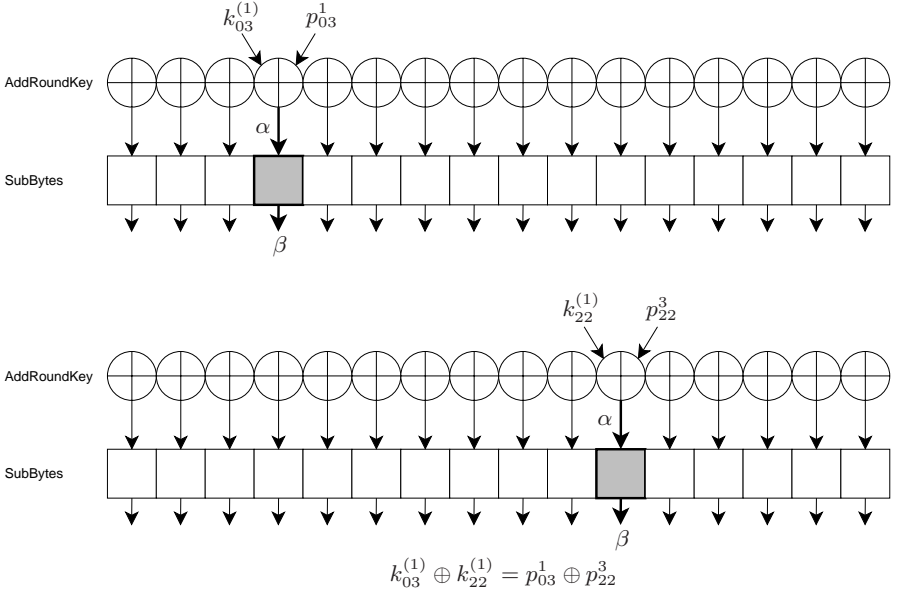 k_{03}^{(1)} p_{03}^{1}
AddRoundKey
α
SubBytes
β
k_{22}^{(1)} p_{22}^{3}
AddRoundKey
α
SubBytes
β
k_{03}^{(1)} ⊕ k_{22}^{(1)} = p_{03}^{1} ⊕ p_{22}^{3}